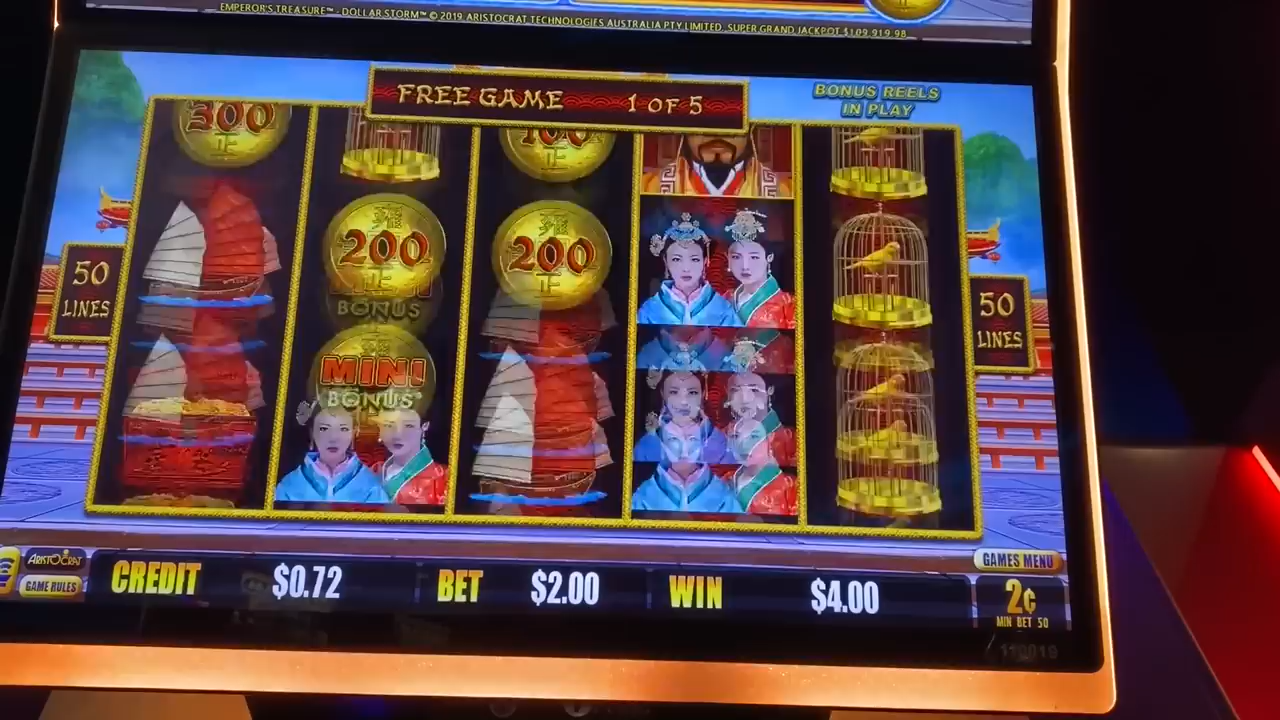 EMPEROR'S TREASURE™ - DOLLAR STORM™ © 2019 ARISTOCRAT TECHNOLOGIES AUSTRALIA PTY LIMITED, SUPER GRAND JACKPOT $109,919.98
FREE GAME 1 OF 5
BONUS REELS
IN PLAY
300
100
200
200
BONUS
MINI
BONUS
50
LINES
50
LINES
ARISTOCRAT
GAME RULES
CREDIT $0.72 BET $2.00 WIN $4.00
GAMES MENU
2¢
MIN BET 50